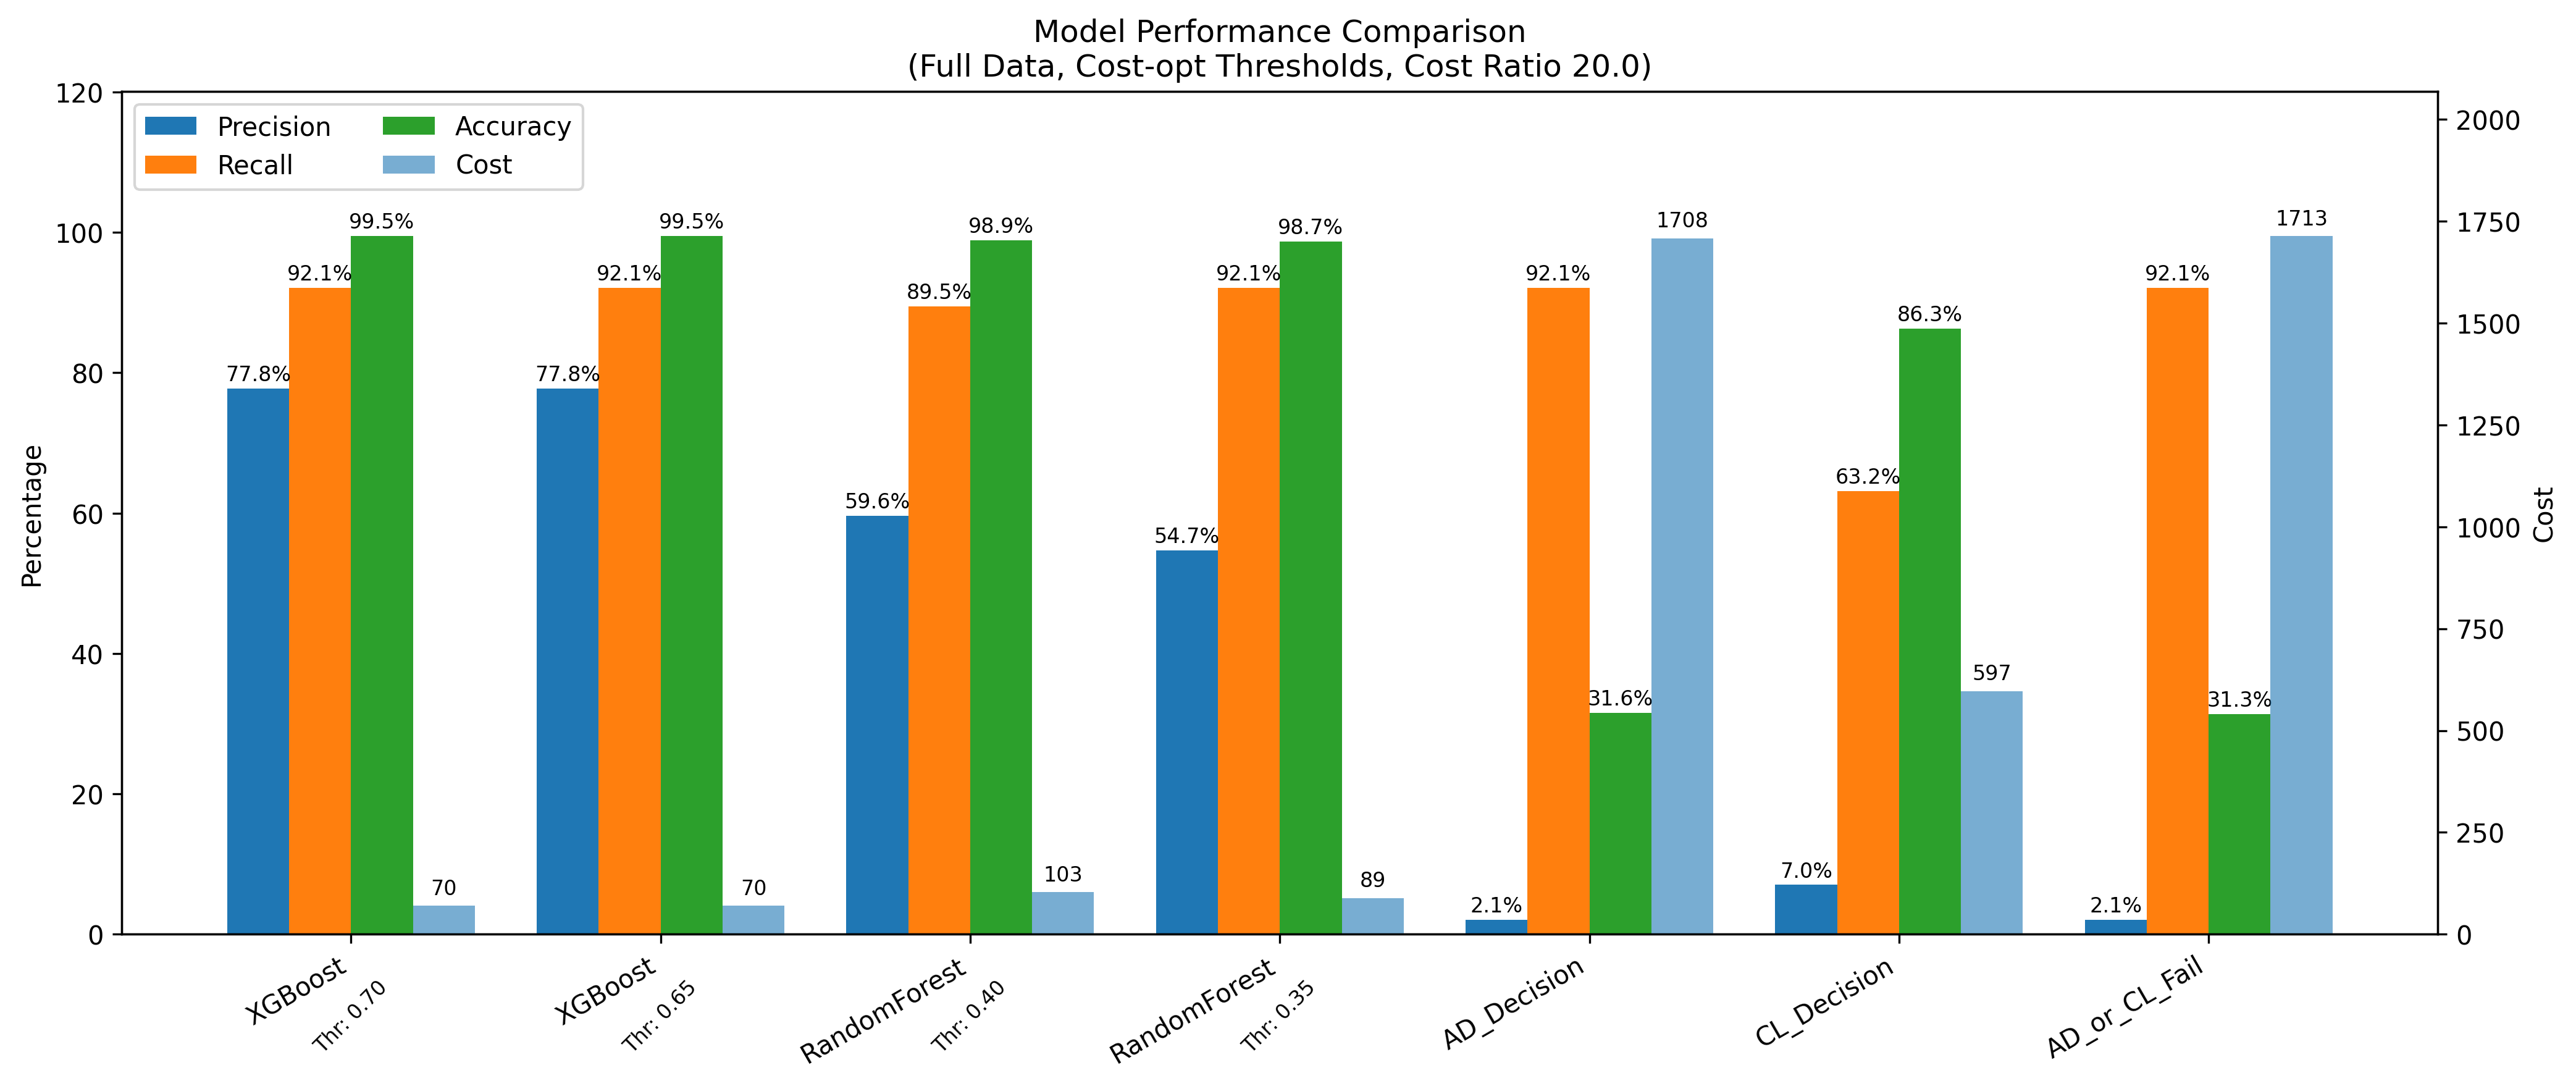 Model Performance Comparison
(Full Data, Cost-opt Thresholds, Cost Ratio 20.0)
Precision
Recall
Accuracy
Cost
Percentage
120
100
80
60
40
20
0
Cost
2000
1750
1500
1250
1000
750
500
250
0
77.8%
92.1%
99.5%
70
77.8%
92.1%
99.5%
70
59.6%
89.5%
98.9%
103
54.7%
92.1%
98.7%
89
2.1%
92.1%
31.6%
1708
7.0%
63.2%
86.3%
597
2.1%
92.1%
31.3%
1713
XGBoost
Thr: 0.70
XGBoost
Thr: 0.65
RandomForest
Thr: 0.40
RandomForest
Thr: 0.35
AD_Decision
CL_Decision
AD_or_CL_Fail